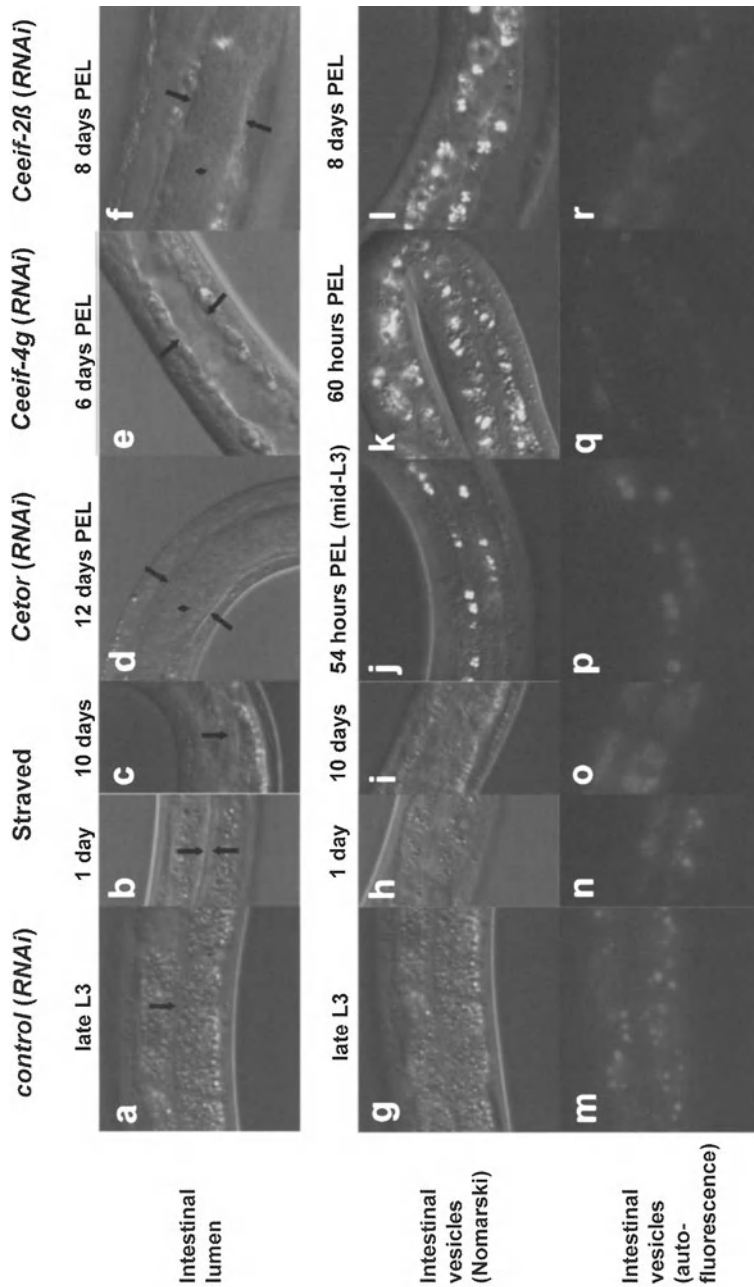 control (RNAi) Straved Cetor (RNAi) Ceeif-4g (RNAi) Ceeif-2ß (RNAi)
late L3 1 day 10 days 12 days PEL 6 days PEL 8 days PEL
Intestinal
lumen
a b c d e f
late L3 1 day 10 days 54 hours PEL (mid-L3) 60 hours PEL 8 days PEL
Intestinal
vesicles
(Nomarski)
g h i j k l
Intestinal
vesicles
(auto-
fluorescence)
m n o p q r